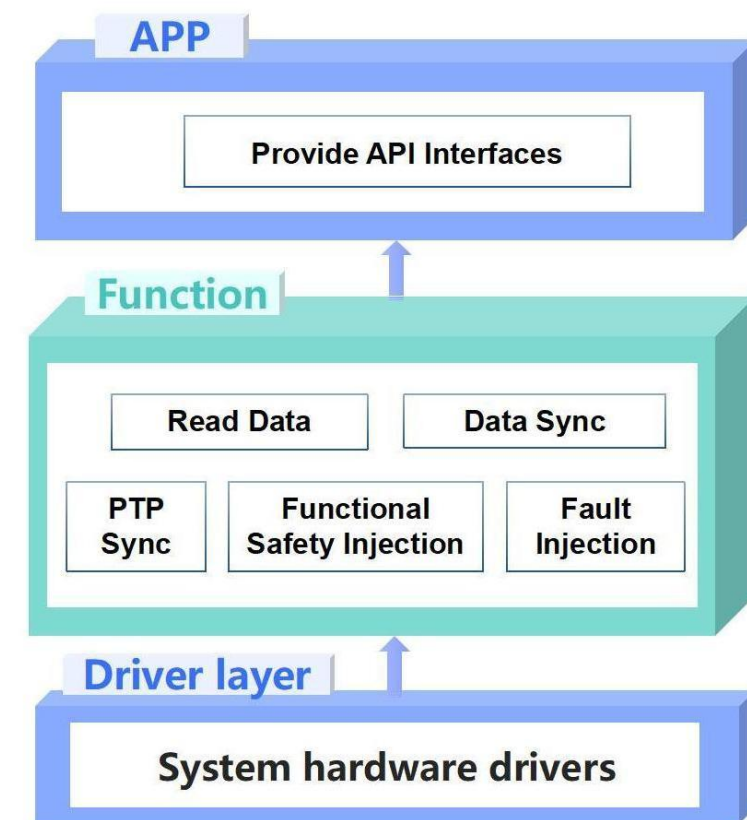 APP
Provide API Interfaces
Function
Read Data
Data Sync
PTP
Sync
Functional
Safety Injection
Fault
Injection
Driver layer
System hardware drivers